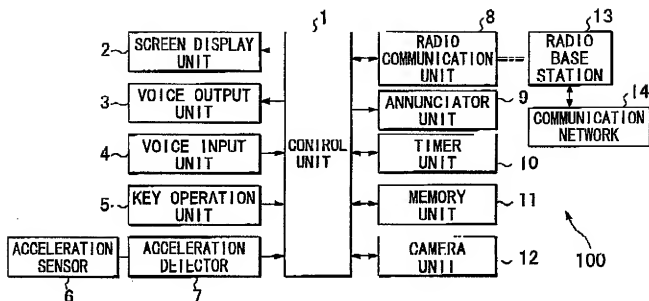 1
8
13
2
SCREEN DISPLAY
UNIT
RADIO
COMMUNICATION
UNIT
RADIO
BASE
STATION
3
VOICE OUTPUT
UNIT
9
ANNUNCIATOR
UNIT
14
COMMUNICATION
NETWORK
4
VOICE INPUT
UNIT
CONTROL
UNIT
TIMER
UNIT
10
5
KEY OPERATION
UNIT
MEMORY
UNIT
11
ACCELERATION
SENSOR
6
ACCELERATION
DETECTOR
7
CAMERA
UNIT
12
100